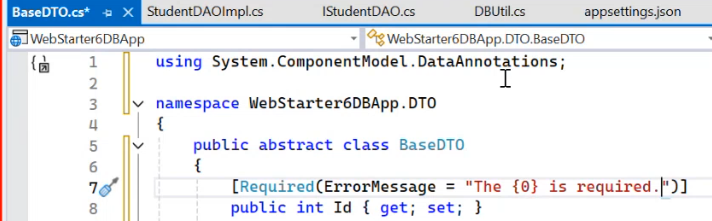 BaseDTO.cs* StudentDAOImpl.cs IStudentDAO.cs DBUtil.cs appsettings.json
WebStarter6DBApp WebStarter6DBApp.DTO.BaseDTO
1 using System.ComponentModel.DataAnnotations;
2
3 namespace WebStarter6DBApp.DTO
4 {
5 public abstract class BaseDTO
6 {
7 [Required(ErrorMessage = "The {0} is required.")]
8 public int Id { get; set; }